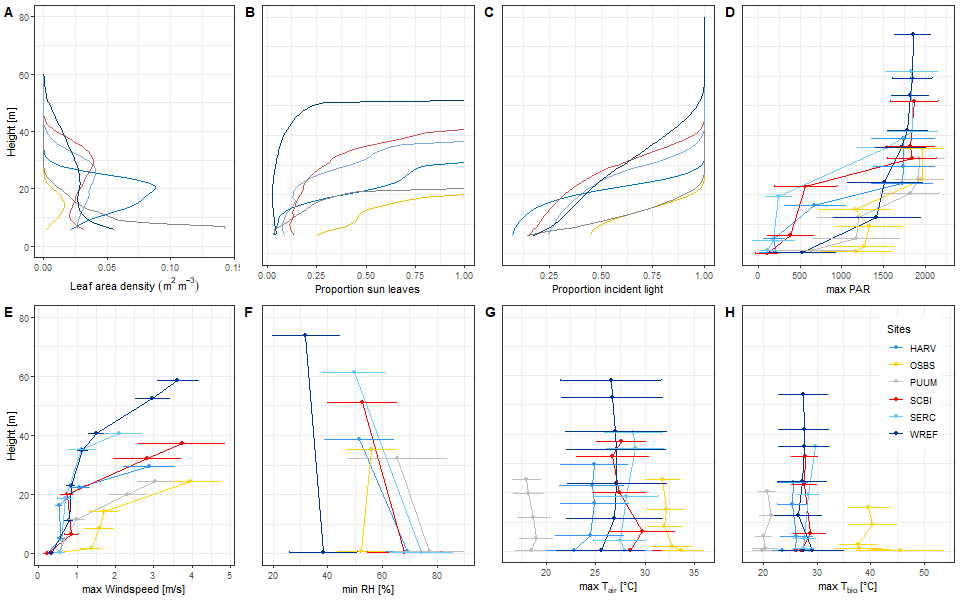 A B C D
80
60
40
20
0
Height [m]
0.00 0.05 0.10 0.15
Leaf area density (m² m⁻³)
0.00 0.25 0.50 0.75 1.00
Proportion sun leaves
0.25 0.50 0.75 1.00
Proportion incident light
0 500 1000 1500 2000
max PAR
E F G H
80
60
40
20
0
Height [m]
0 1 2 3 4 5
max Windspeed [m/s]
20 40 60 80
min RH [%]
20 25 30 35
max Tair [°C]
20 30 40 50
max Tbio [°C]
Sites
HARV
OSBS
PUUM
SCBI
SERC
WREF